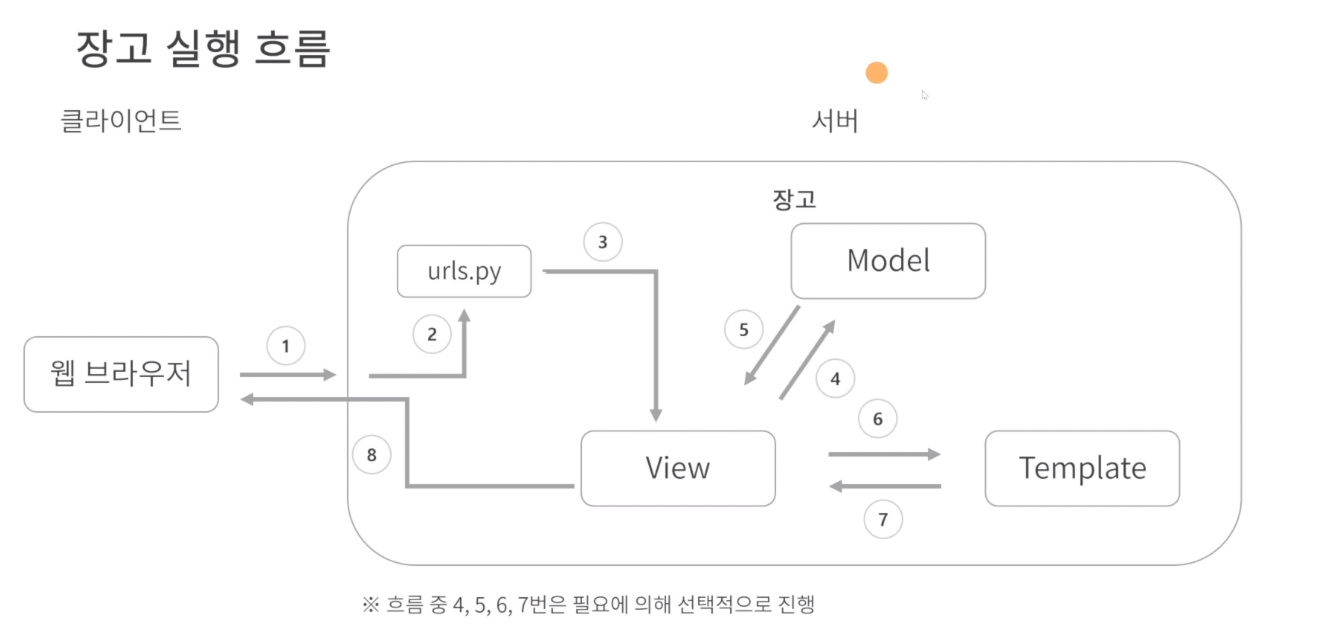 장고 실행 흐름
클라이언트
서버
장고
urls.py
3
Model
2
5
1
웹 브라우저
4
6
8
View
Template
7
※ 흐름 중 4, 5, 6, 7번은 필요에 의해 선택적으로 진행